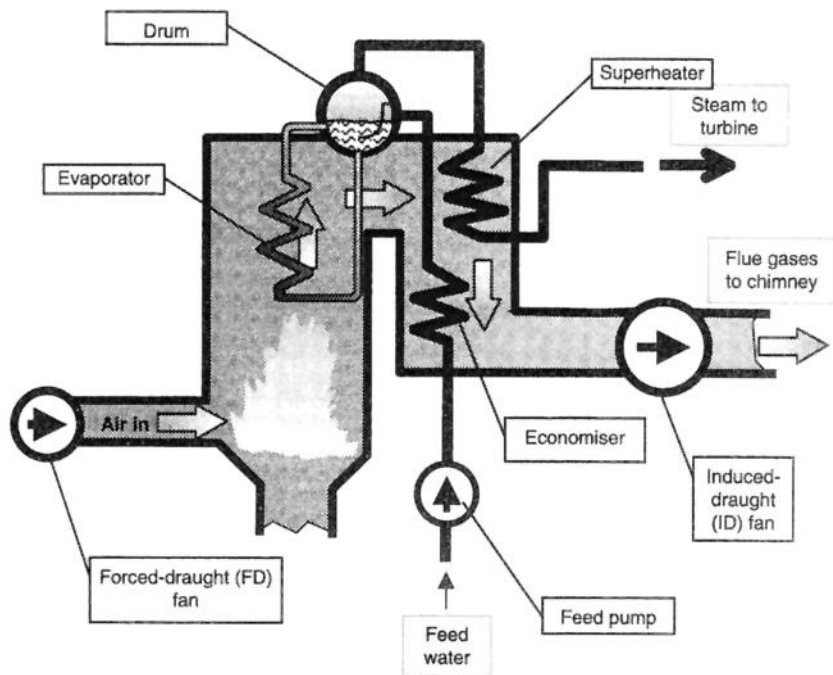 Drum
Superheater
Steam to
turbine
Evaporator
Flue gases
to chimney
Air in
Economiser
Induced-
draught
(ID) fan
Forced-draught (FD)
fan
Feed pump
Feed
water